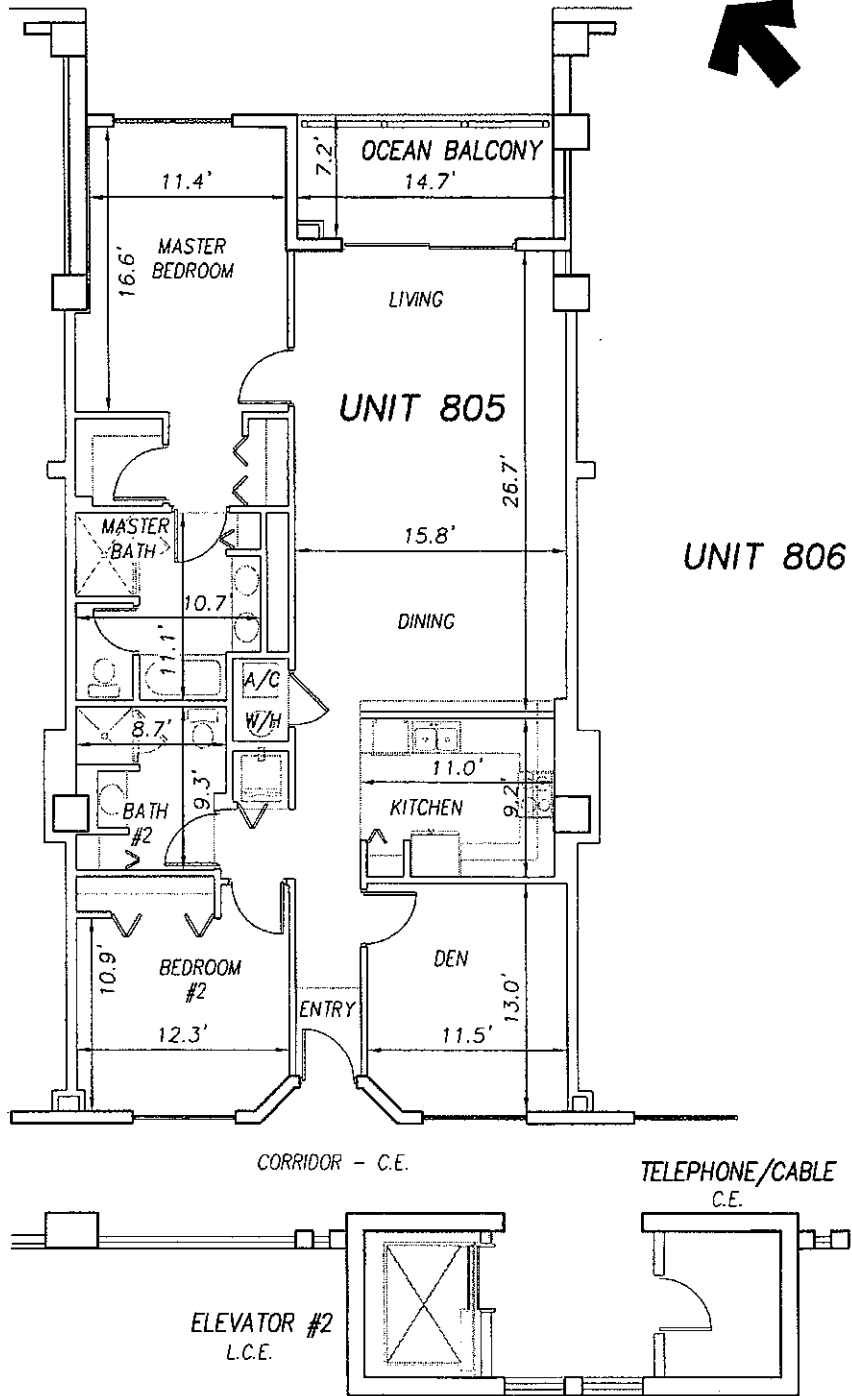 OCEAN BALCONY
7.2'
14.7'
11.4'
MASTER
BEDROOM
16.6'
LIVING
UNIT 805
26.7'
15.8'
UNIT 806
MASTER
BATH
10.7'
11.1'
DINING
A/C
W/H
8.7'
9.3'
BATH
#2
11.0'
KITCHEN
9.2'
BEDROOM
#2
10.9'
12.3'
ENTRY
DEN
13.0'
11.5'
CORRIDOR - C.E.
TELEPHONE/CABLE
C.E.
ELEVATOR #2
L.C.E.